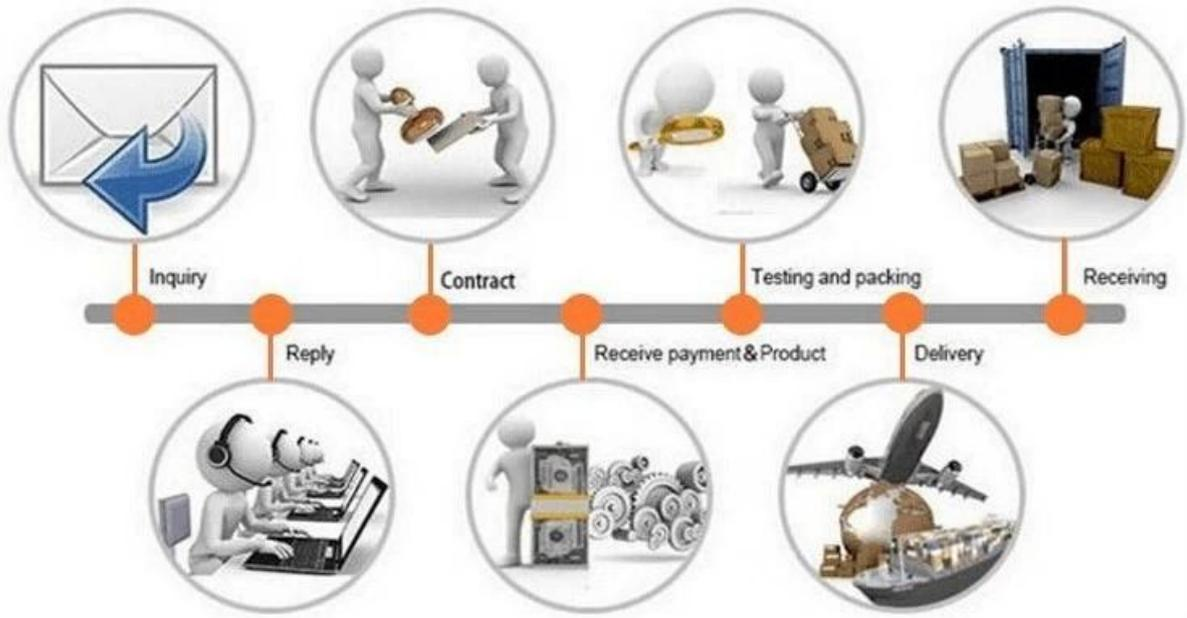 Inquiry
Reply
Contract
Receive payment&Product
Testing and packing
Delivery
Receiving